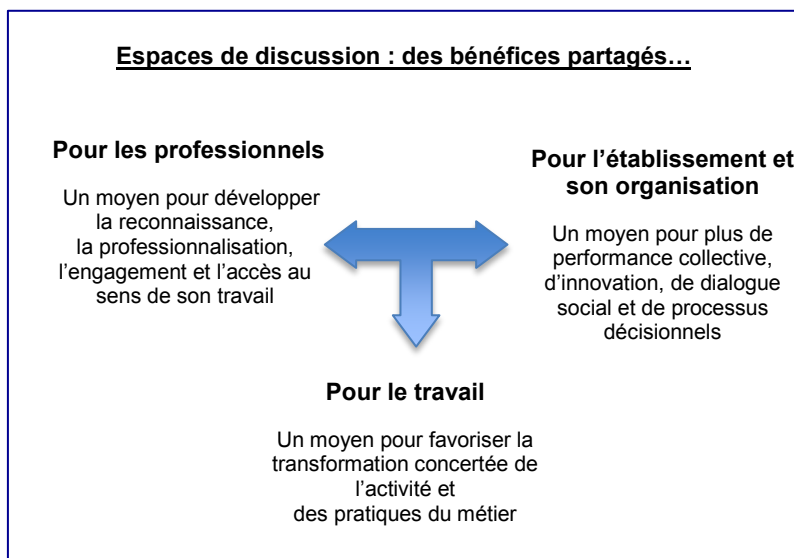 Espaces de discussion : des bénéfices partagés…
Pour les professionnels
Un moyen pour développer
la reconnaissance,
la professionnalisation,
l’engagement et l’accès au
sens de son travail
Pour l’établissement et
son organisation
Un moyen pour plus de
performance collective,
d’innovation, de dialogue
social et de processus
décisionnels
Pour le travail
Un moyen pour favoriser la
transformation concertée de
l’activité et
des pratiques du métier